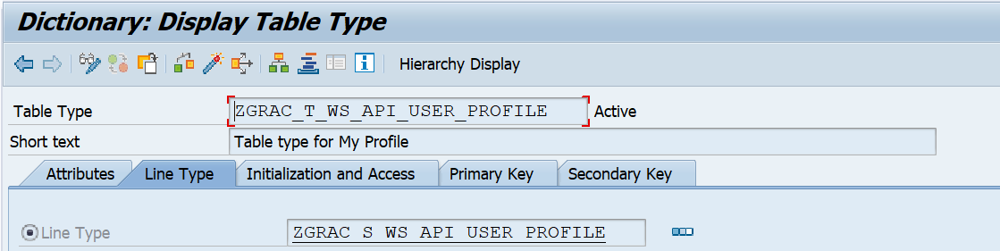 Dictionary: Display Table Type
Hierarchy Display
Table Type ZGRAC_T_WS_API_USER_PROFILE Active
Short text Table type for My Profile
Attributes Line Type Initialization and Access Primary Key Secondary Key
Line Type ZGRAC_S_WS_API_USER_PROFILE